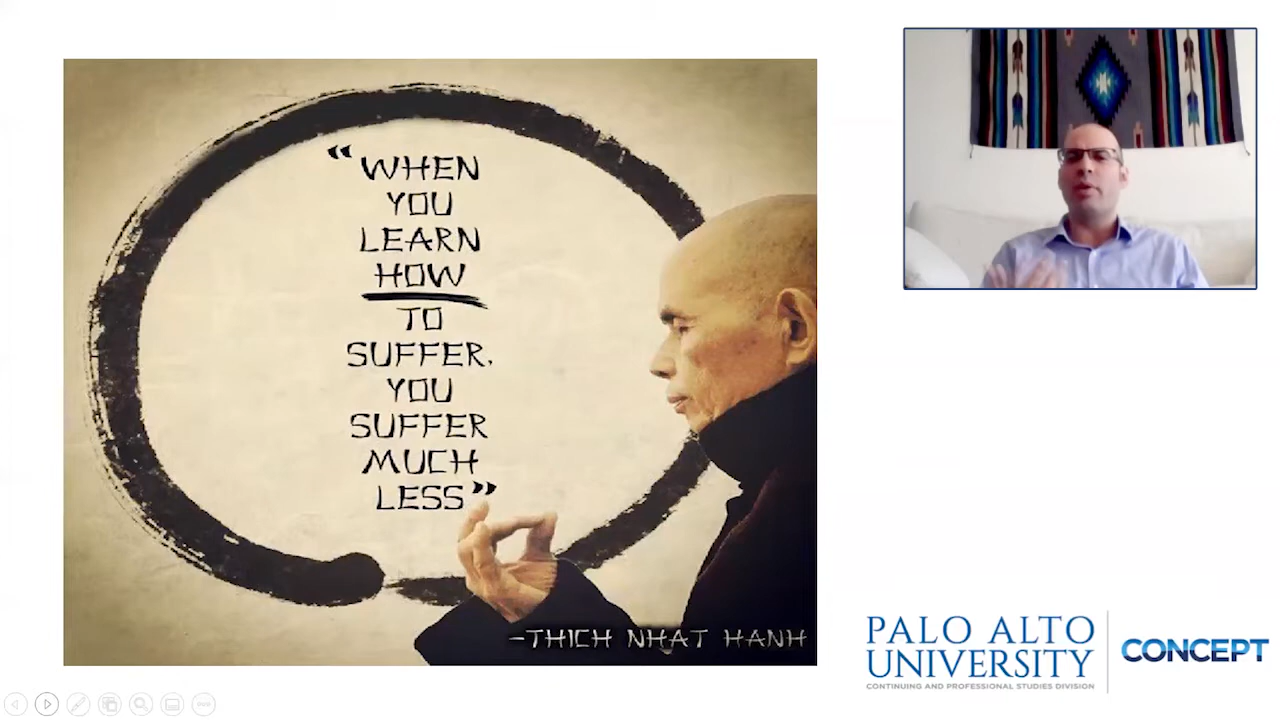 “WHEN
YOU
LEARN
HOW
TO
SUFFER.
YOU
SUFFER
MUCH
LESS”
–THICH NHAT HANH
PALO ALTO
UNIVERSITY
CONTINUING AND PROFESSIONAL STUDIES DIVISION
CONCEPT